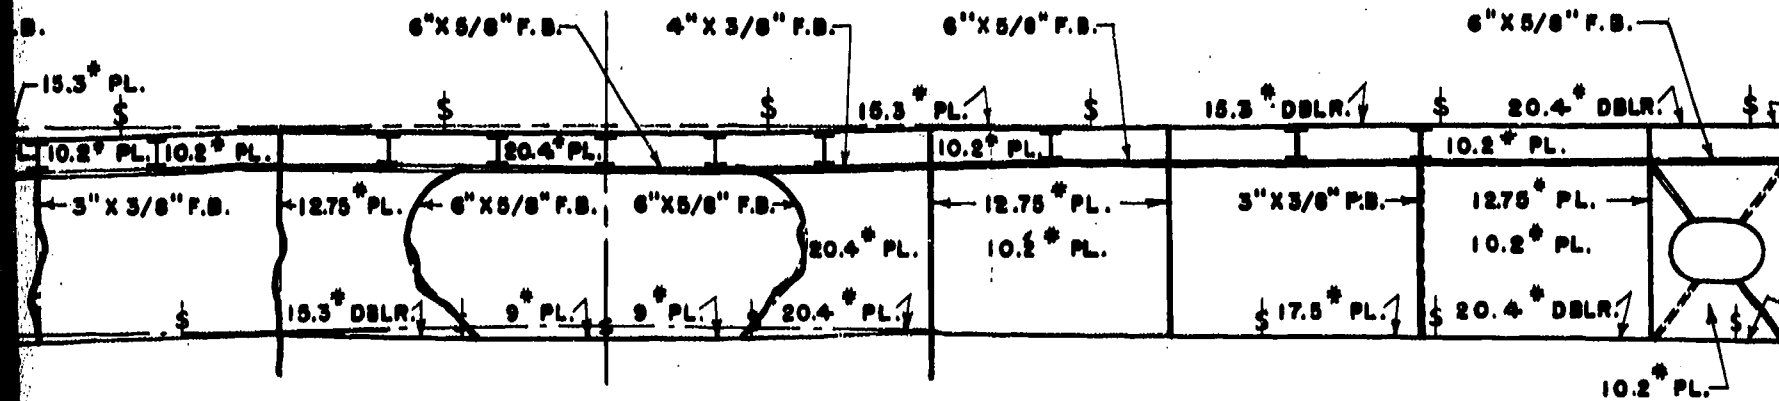 .B. 6"X5/8" F.B. 4"X3/8" F.B. 6"X5/8" F.B. 6"X5/8" F.B.
15.3# PL. 15.3# PL. 15.3# DBLR. 20.4# DBLR.
10.2# PL. 10.2# PL. 20.4# PL. 10.2# PL. 10.2# PL.
3"X3/8" F.B. 12.75# PL. 6"X5/8" F.B. 6"X5/8" F.B. 12.75# PL. 3"X3/8" F.B. 12.75# PL.
20.4# PL. 10.2# PL. 10.2# PL.
15.3# DBLR. 9# PL. 9# PL. 20.4# PL. 17.5# PL. 20.4# DBLR.
10.2# PL.